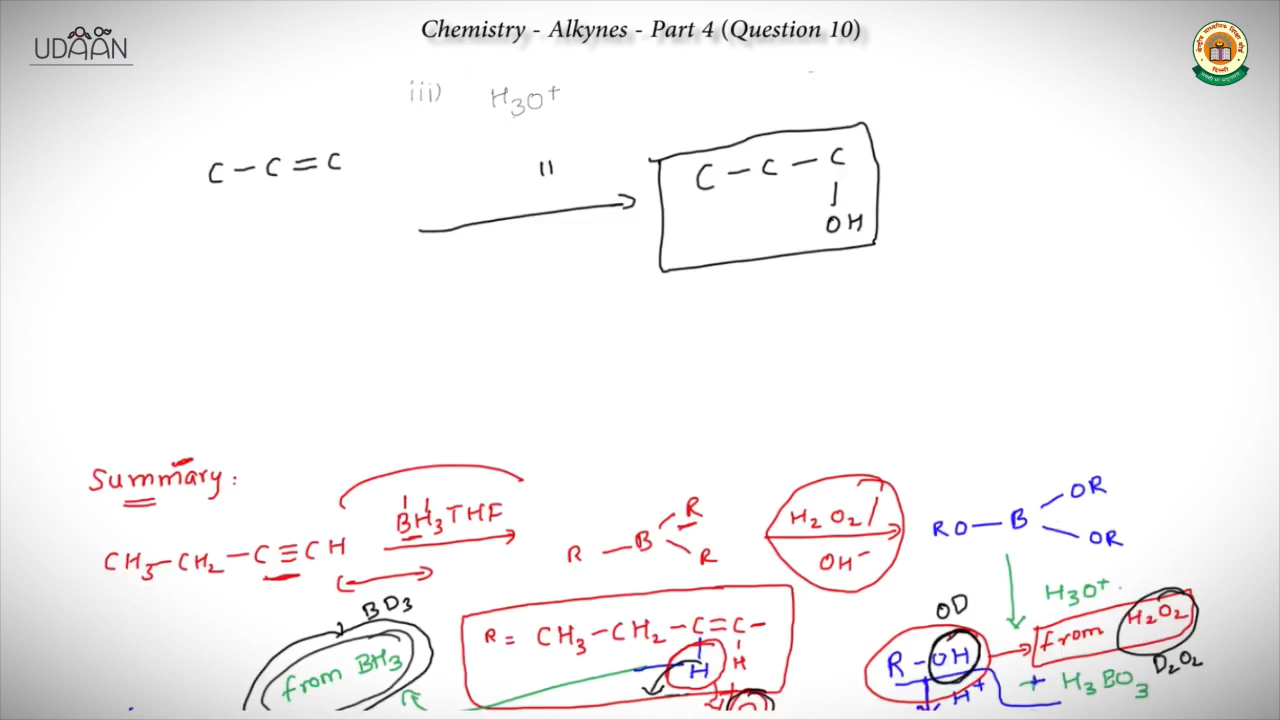 UDAAN
Chemistry - Alkynes - Part 4 (Question 10)
iii) H3O+
C - C = C
"
C - C - C
|
OH
Summary:
CH3-CH2-C≡CH
BH3THF
R - B
R
R
H2O2/
OH-
RO - B
OR
OR
BD3
from BH3
R = CH3-CH2-C=C-
H
H
H3O+.
OD
R-OH
from H2O2
D2O2
H+
+ H3BO3